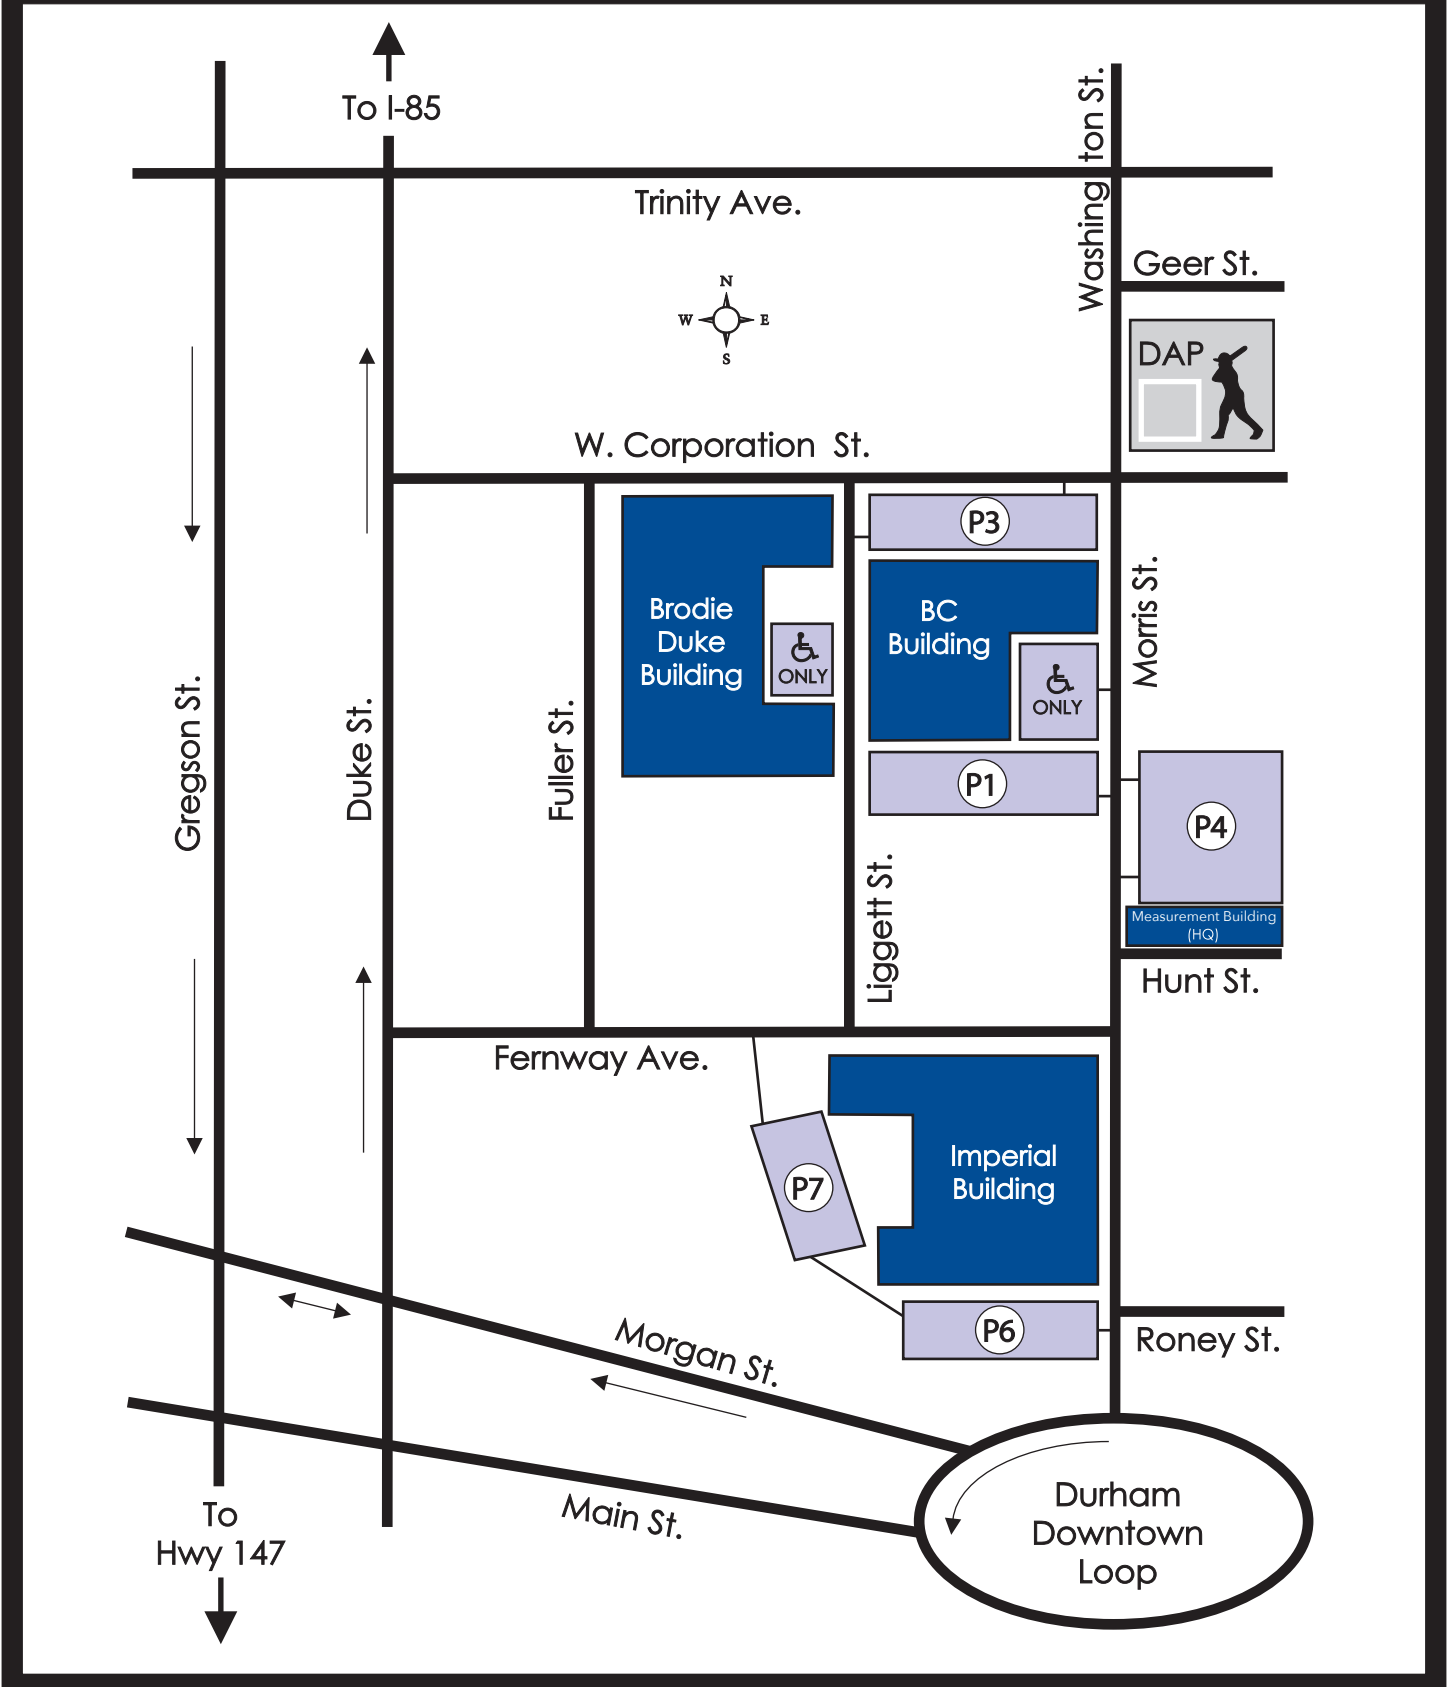 To I-85
Washington St.
Trinity Ave.
Geer St.
N
W
E
S
DAP
W. Corporation St.
P3
Brodie
Duke
Building
ONLY
BC
Building
ONLY
Morris St.
Gregson St.
Duke St.
Fuller St.
P1
P4
Liggett St.
Measurement Building
(HQ)
Hunt St.
Fernway Ave.
Imperial
Building
P7
P6
Roney St.
Morgan St.
Main St.
To
Hwy 147
Durham
Downtown
Loop